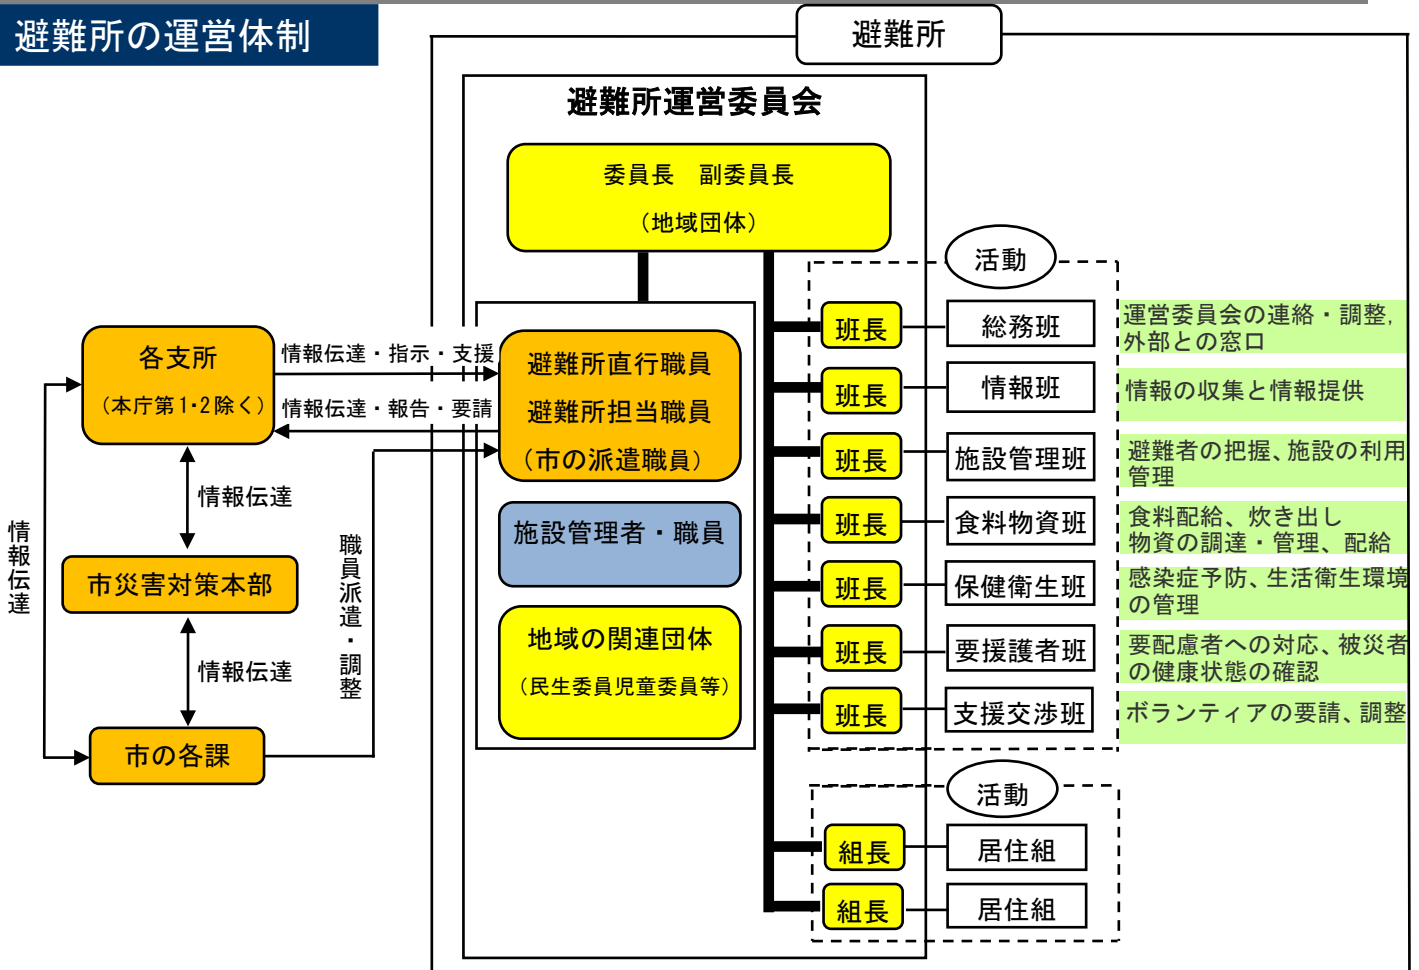 避難所の運営体制
避難所
避難所運営委員会
委員長　副委員長
（地域団体）
活動
各支所
（本庁第1・2除く）
情報伝達・指示・支援
情報伝達・報告・要請
避難所直行職員
避難所担当職員
（市の派遣職員）
施設管理者・職員
地域の関連団体
（民生委員児童委員等）
情報伝達
市災害対策本部
情報伝達
市の各課
情報伝達
職員派遣・調整
班長
総務班
運営委員会の連絡・調整,
外部との窓口
班長
情報班
情報の収集と情報提供
班長
施設管理班
避難者の把握、施設の利用
管理
班長
食料物資班
食料配給、炊き出し
物資の調達・管理、配給
班長
保健衛生班
感染症予防、生活衛生環境
の管理
班長
要援護者班
要配慮者への対応、被災者
の健康状態の確認
班長
支援交渉班
ボランティアの要請、調整
活動
組長
居住組
組長
居住組